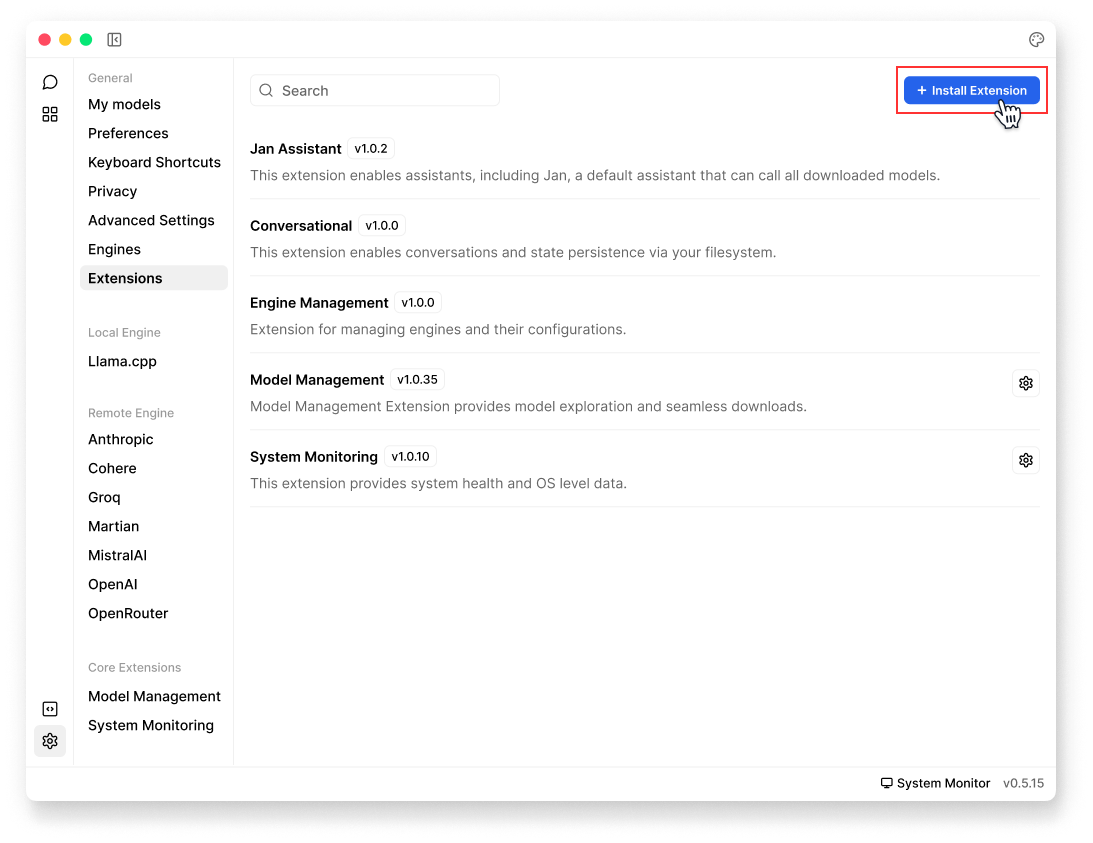 General
My models
Preferences
Keyboard Shortcuts
Privacy
Advanced Settings
Engines
Extensions
Local Engine
Llama.cpp
Remote Engine
Anthropic
Cohere
Groq
Martian
MistralAI
OpenAI
OpenRouter
Core Extensions
Model Management
System Monitoring
Search
+ Install Extension
Jan Assistant v1.0.2
This extension enables assistants, including Jan, a default assistant that can call all downloaded models.
Conversational v1.0.0
This extension enables conversations and state persistence via your filesystem.
Engine Management v1.0.0
Extension for managing engines and their configurations.
Model Management v1.0.35
Model Management Extension provides model exploration and seamless downloads.
System Monitoring v1.0.10
This extension provides system health and OS level data.
System Monitor v0.5.15